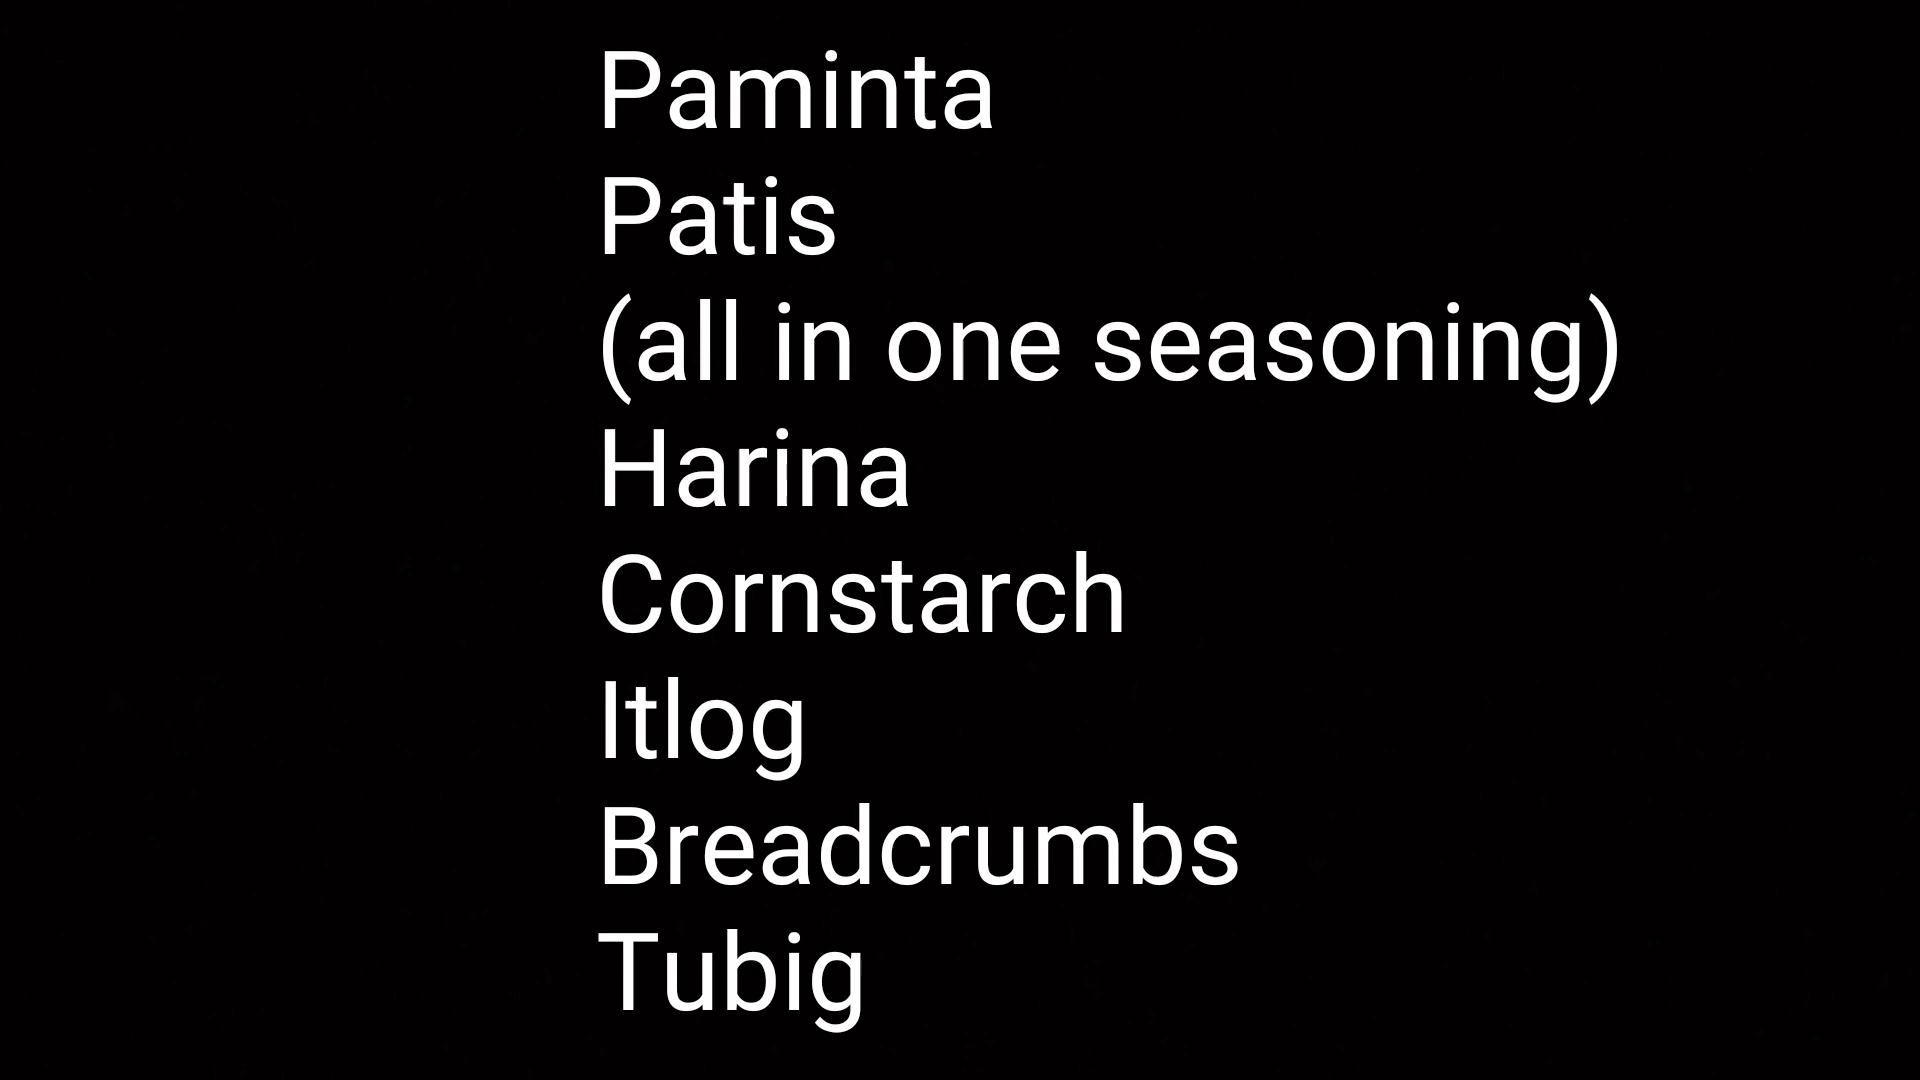 Paminta
Patis
(all in one seasoning)
Harina
Cornstarch
Itlog
Breadcrumbs
Tubig